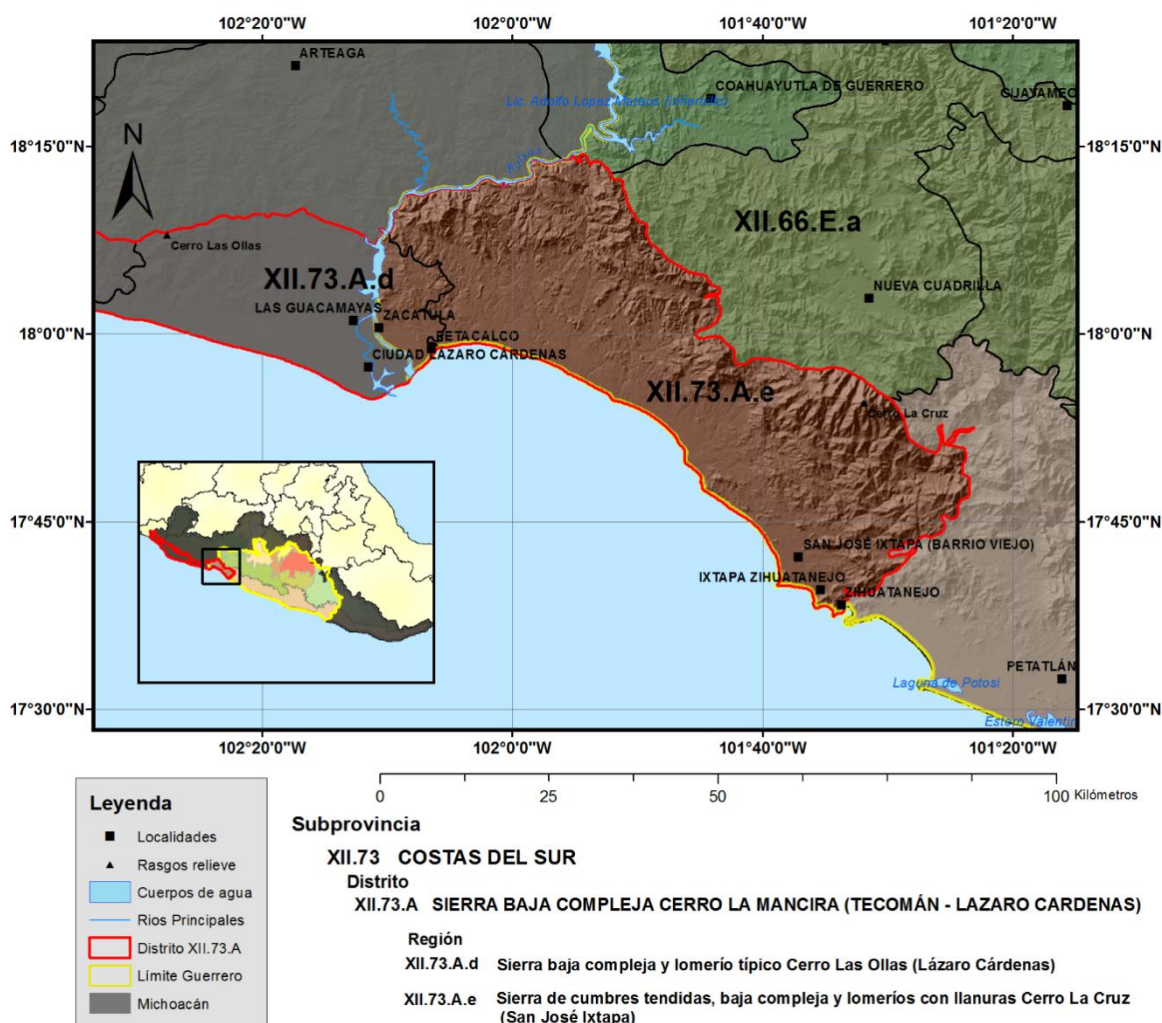 102°20'0"W 102°0'0"W 101°40'0"W 101°20'0"W
ARTEAGA
COAHUAYUTLA DE GUERRERO
Lic. Adolfo López Mateos (Infiernillo)
GUAYAMEO
N
18°15'0"N 18°15'0"N
Balsas
XII.66.E.a
Cerro Las Ollas
XII.73.A.d
NUEVA CUADRILLA
LAS GUACAMAYAS
ZACATULA
18°0'0"N 18°0'0"N
PETACALCO
CIUDAD LÁZARO CÁRDENAS
XII.73.A.e
Cerro La Cruz
17°45'0"N 17°45'0"N
SAN JOSÉ IXTAPA (BARRIO VIEJO)
IXTAPA ZIHUATANEJO
ZIHUATANEJO
PETATLÁN
Laguna de Potosí
17°30'0"N 17°30'0"N
Estero Valentin
102°20'0"W 102°0'0"W 101°40'0"W 101°20'0"W
0 25 50 100 Kilómetros
Leyenda
Localidades
Rasgos relieve
Cuerpos de agua
Rios Principales
Distrito XII.73.A
Límite Guerrero
Michoacán
Subprovincia
XII.73 COSTAS DEL SUR
Distrito
XII.73.A SIERRA BAJA COMPLEJA CERRO LA MANCIRA (TECOMÁN - LAZARO CARDENAS)
Región
XII.73.A.d Sierra baja compleja y lomerío típico Cerro Las Ollas (Lázaro Cárdenas)
XII.73.A.e Sierra de cumbres tendidas, baja compleja y lomeríos con llanuras Cerro La Cruz
(San José Ixtapa)